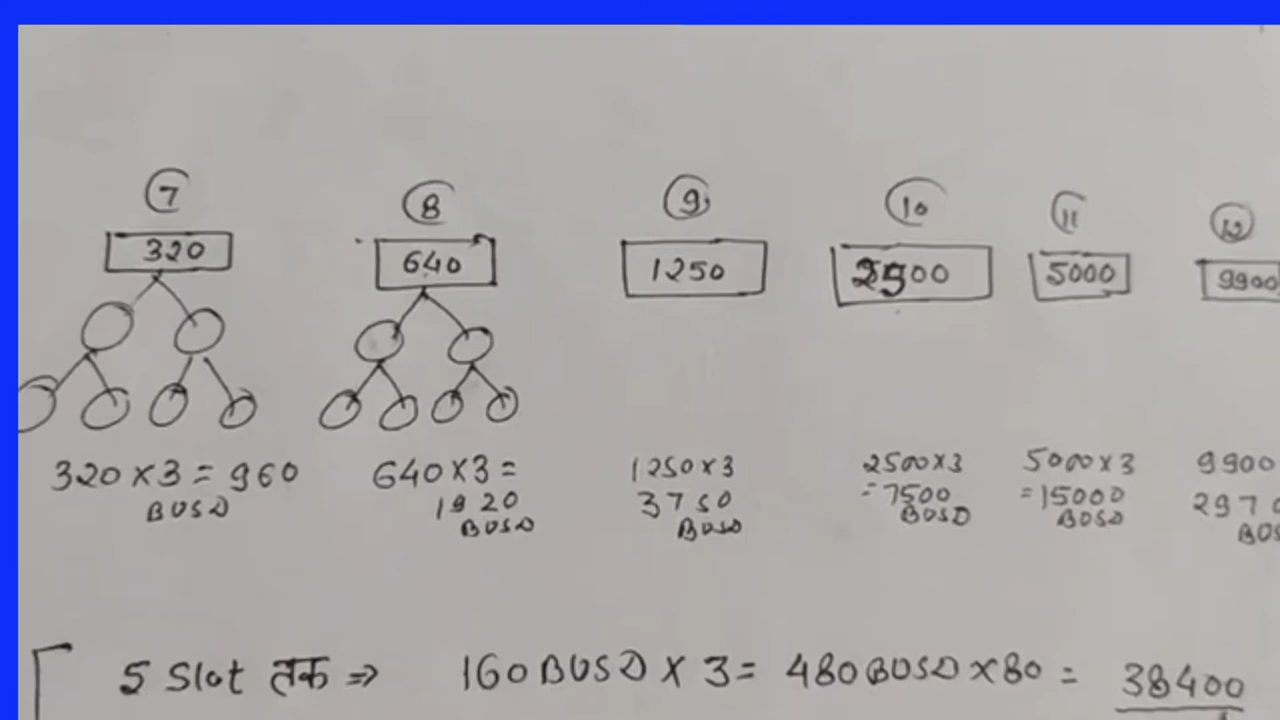 7 8 9 10 11 12
320 640 1250 2500 5000 9900
320 x 3 = 960 640 x 3 = 1250 x 3 2500 x 3 5000 x 3 9900
BUSD 1920 3750 = 7500 = 15000 2970
BUSD BUSD BUSD BUSD BUS
5 Slot तक ⇒ 160 BUSD x 3 = 480 BUSD x 80 = 38400